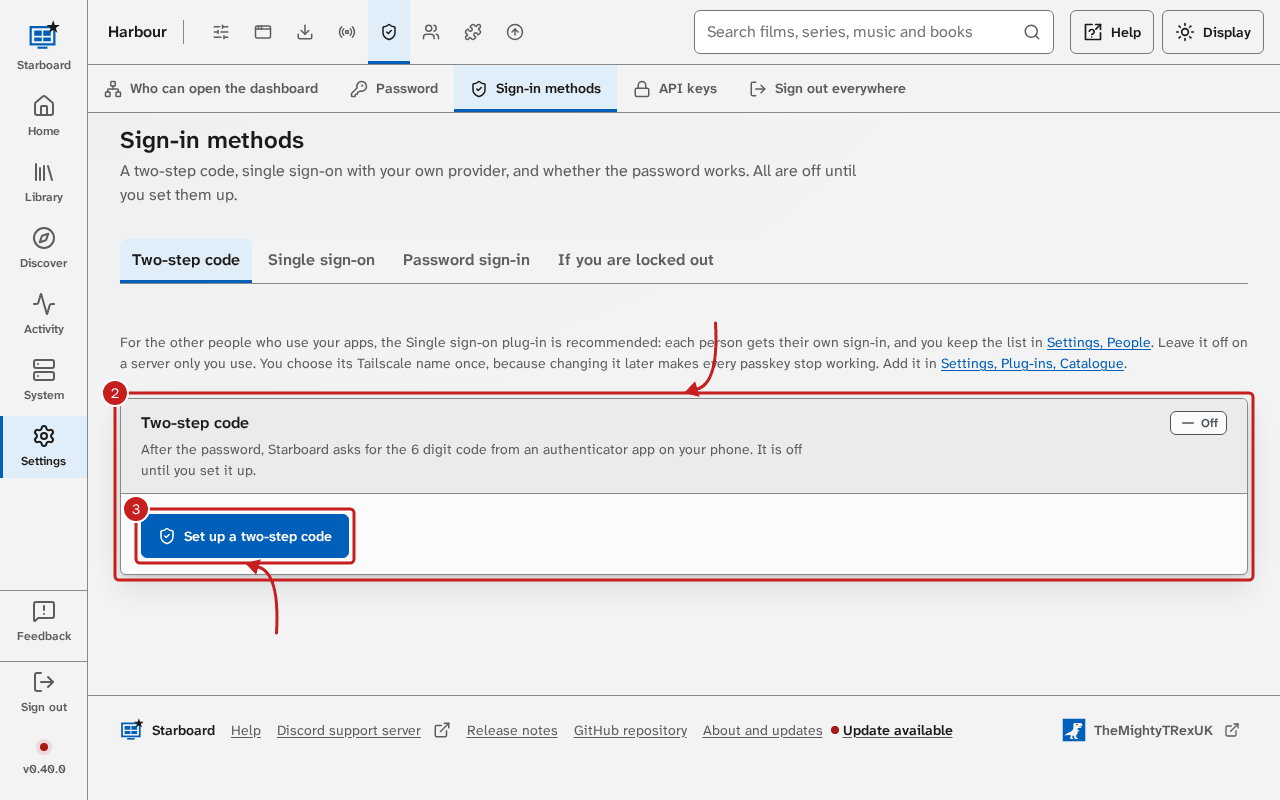 Starboard
Home
Library
Discover
Activity
System
Settings
Feedback
Sign out
v0.40.0
Harbour
Search films, series, music and books
Help
Display
Who can open the dashboard
Password
Sign-in methods
API keys
Sign out everywhere
Sign-in methods
A two-step code, single sign-on with your own provider, and whether the password works. All are off until
you set them up.
Two-step code
Single sign-on
Password sign-in
If you are locked out
For the other people who use your apps, the Single sign-on plug-in is recommended: each person gets their own sign-in, and you keep the list in Settings, People. Leave it off on
a server only you use. You choose its Tailscale name once, because changing it later makes every passkey stop working. Add it in Settings, Plug-ins, Catalogue.
2
Two-step code
Off
After the password, Starboard asks for the 6 digit code from an authenticator app on your phone. It is off
until you set it up.
3
Set up a two-step code
Starboard
Help
Discord support server
Release notes
GitHub repository
About and updates
Update available
TheMightyTRexUK